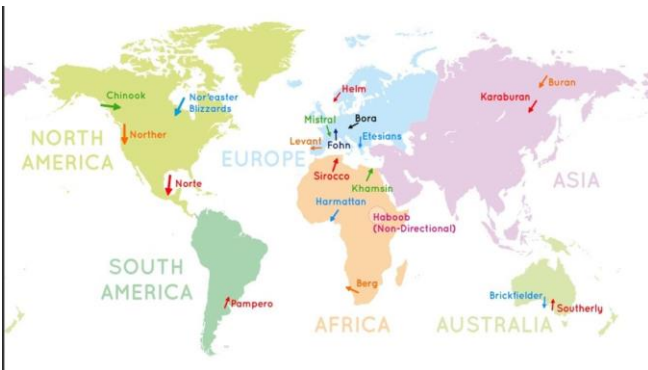 Chinook
Nor'easter
Blizzards
Norther
NORTH
AMERICA
Norte
SOUTH
AMERICA
Pampero
Helm
Mistral
Bora
Levant
Fohn
Etesians
EUROPE
Sirocco
Khamsin
Harmattan
Haboob
(Non-Directional)
Berg
AFRICA
Buran
Karaburan
ASIA
Brickfielder
Southerly
AUSTRALIA